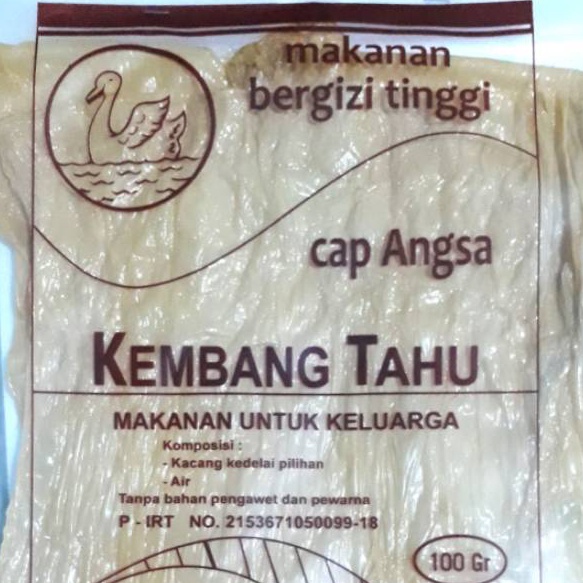 makanan
bergizi tinggi
cap Angsa
KEMBANG TAHU
MAKANAN UNTUK KELUARGA
Komposisi :
- Kacang kedelai pilihan
- Air
Tanpa bahan pengawet dan pewarna
P - IRT NO. 2153671050099-18
100 Gr